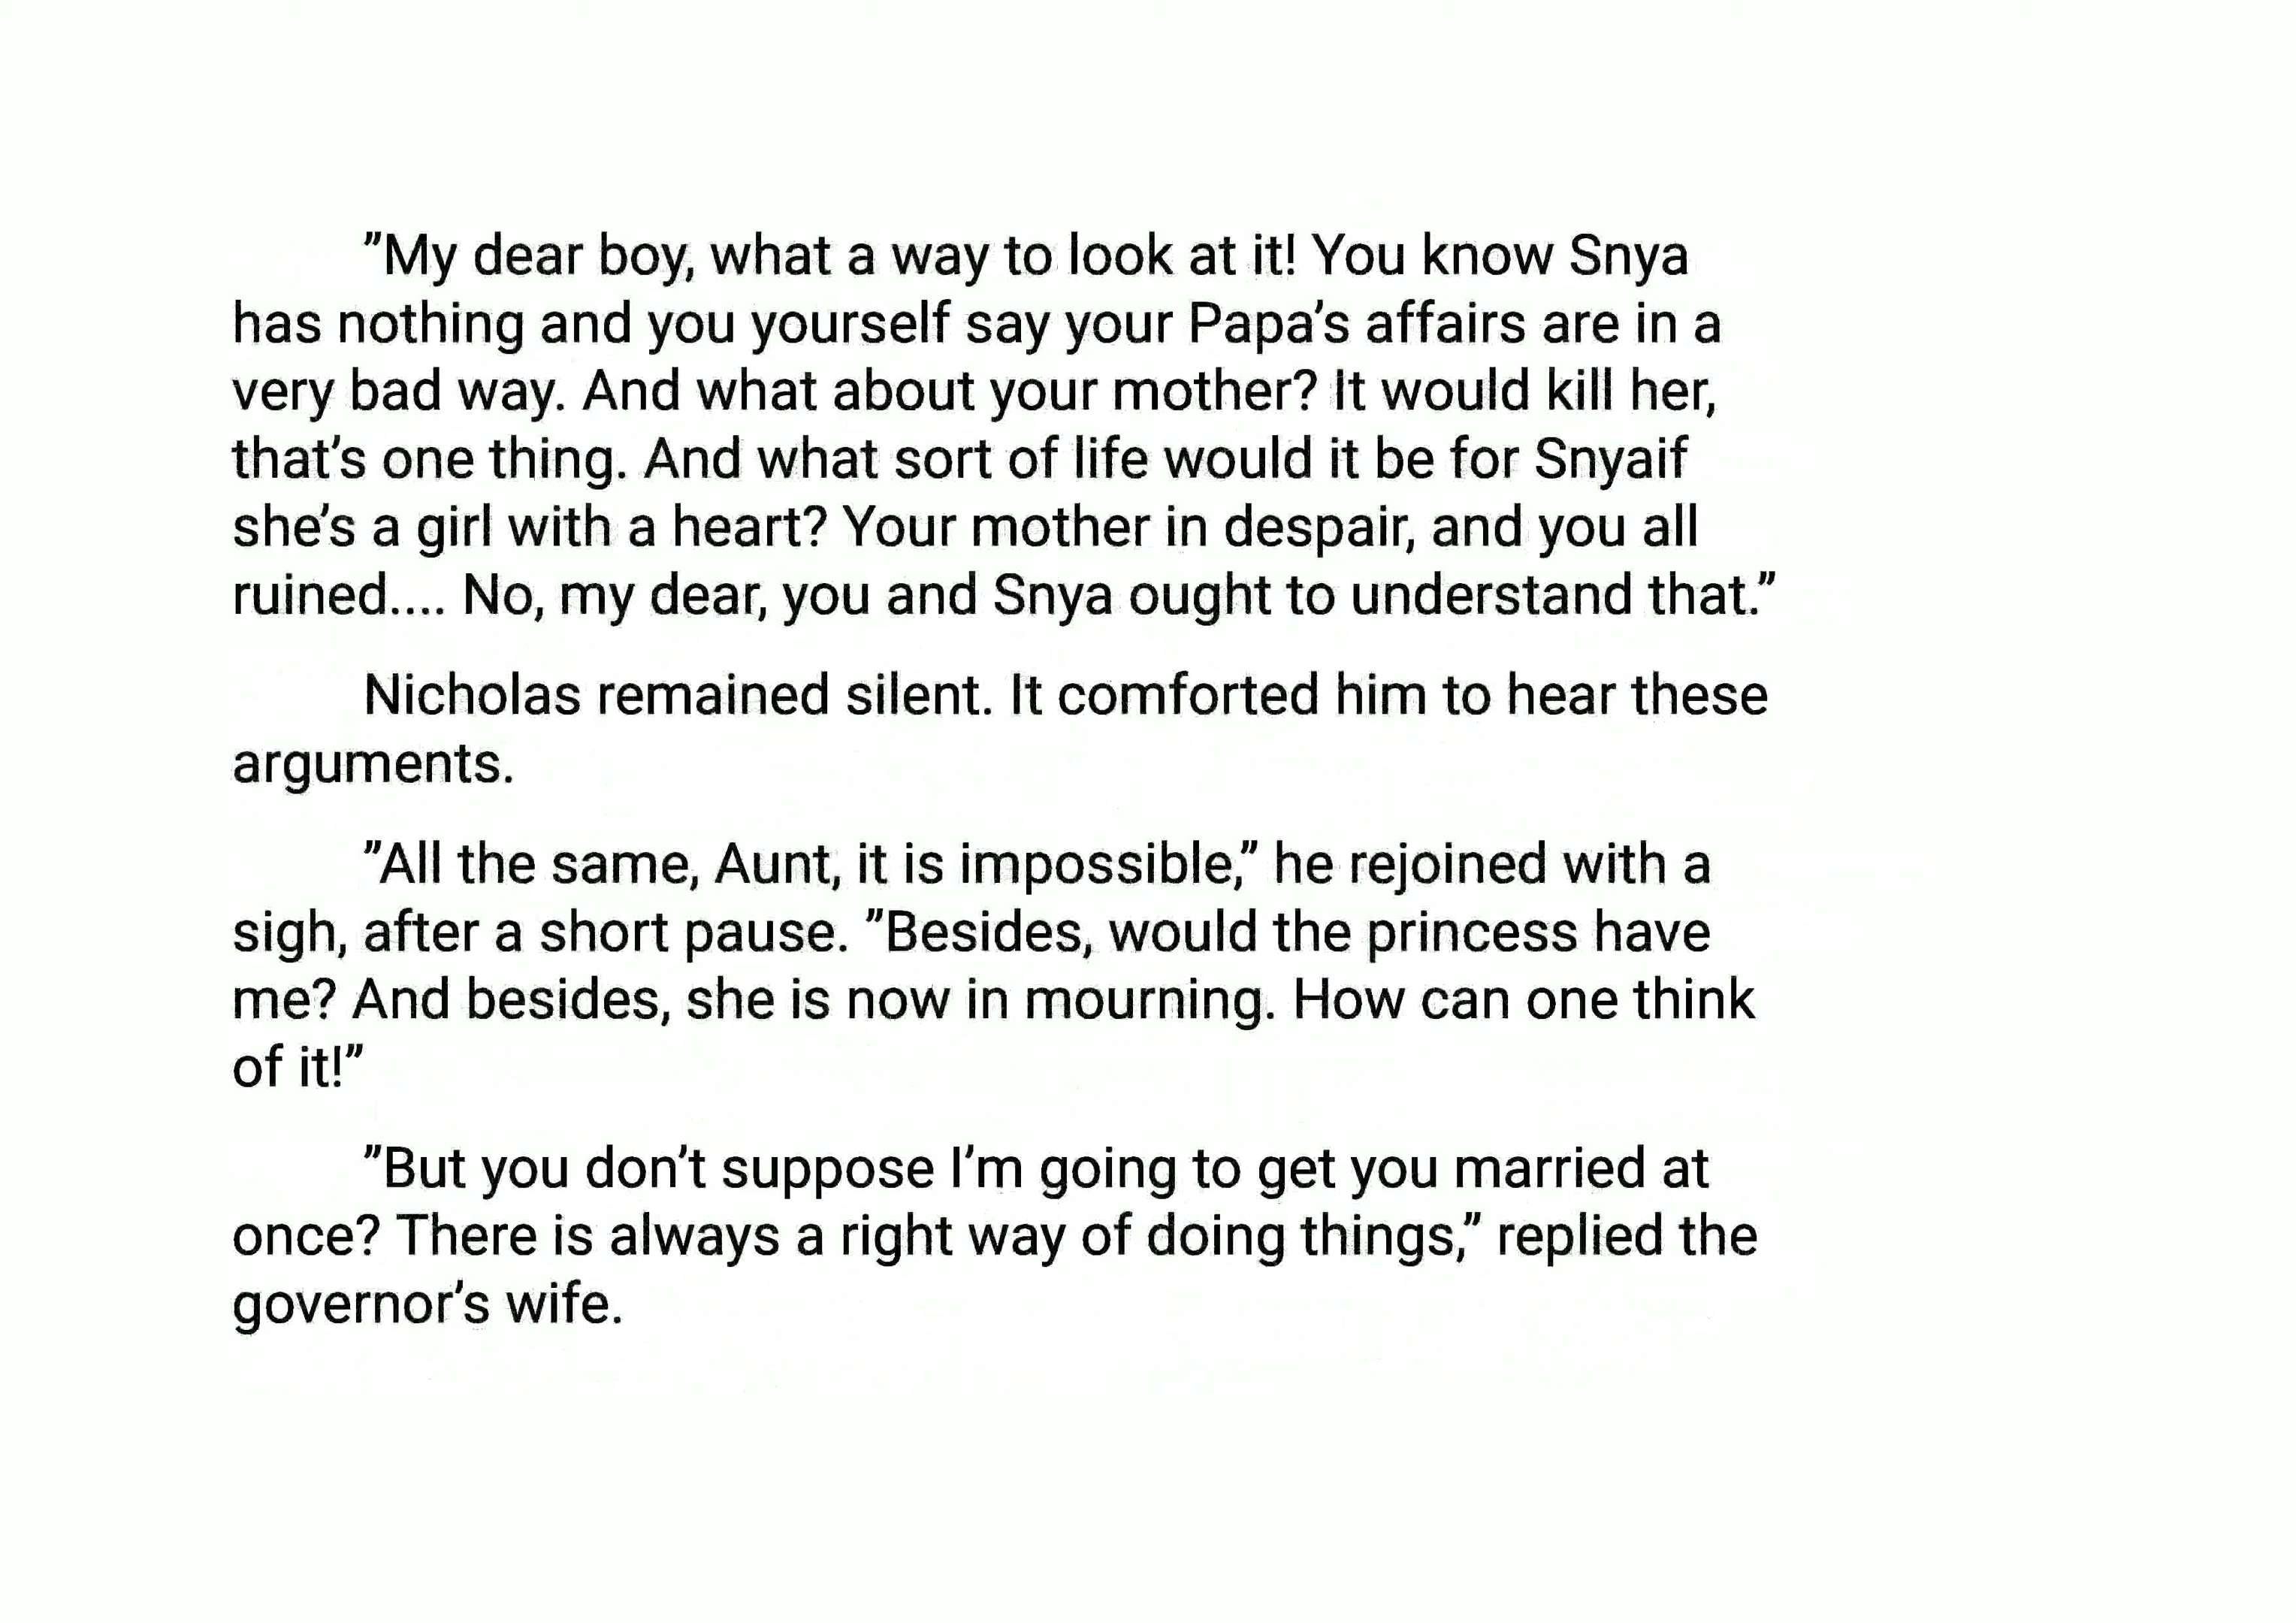 ”My dear boy, what a way to look at it! You know Snya
has nothing and you yourself say your Papa’s affairs are in a
very bad way. And what about your mother? It would kill her,
that’s one thing. And what sort of life would it be for Snyaif
she’s a girl with a heart? Your mother in despair, and you all
ruined.... No, my dear, you and Snya ought to understand that.”
Nicholas remained silent. It comforted him to hear these
arguments.
”All the same, Aunt, it is impossible,” he rejoined with a
sigh, after a short pause. ”Besides, would the princess have
me? And besides, she is now in mourning. How can one think
of it!”
”But you don’t suppose I’m going to get you married at
once? There is always a right way of doing things,” replied the
governor’s wife.